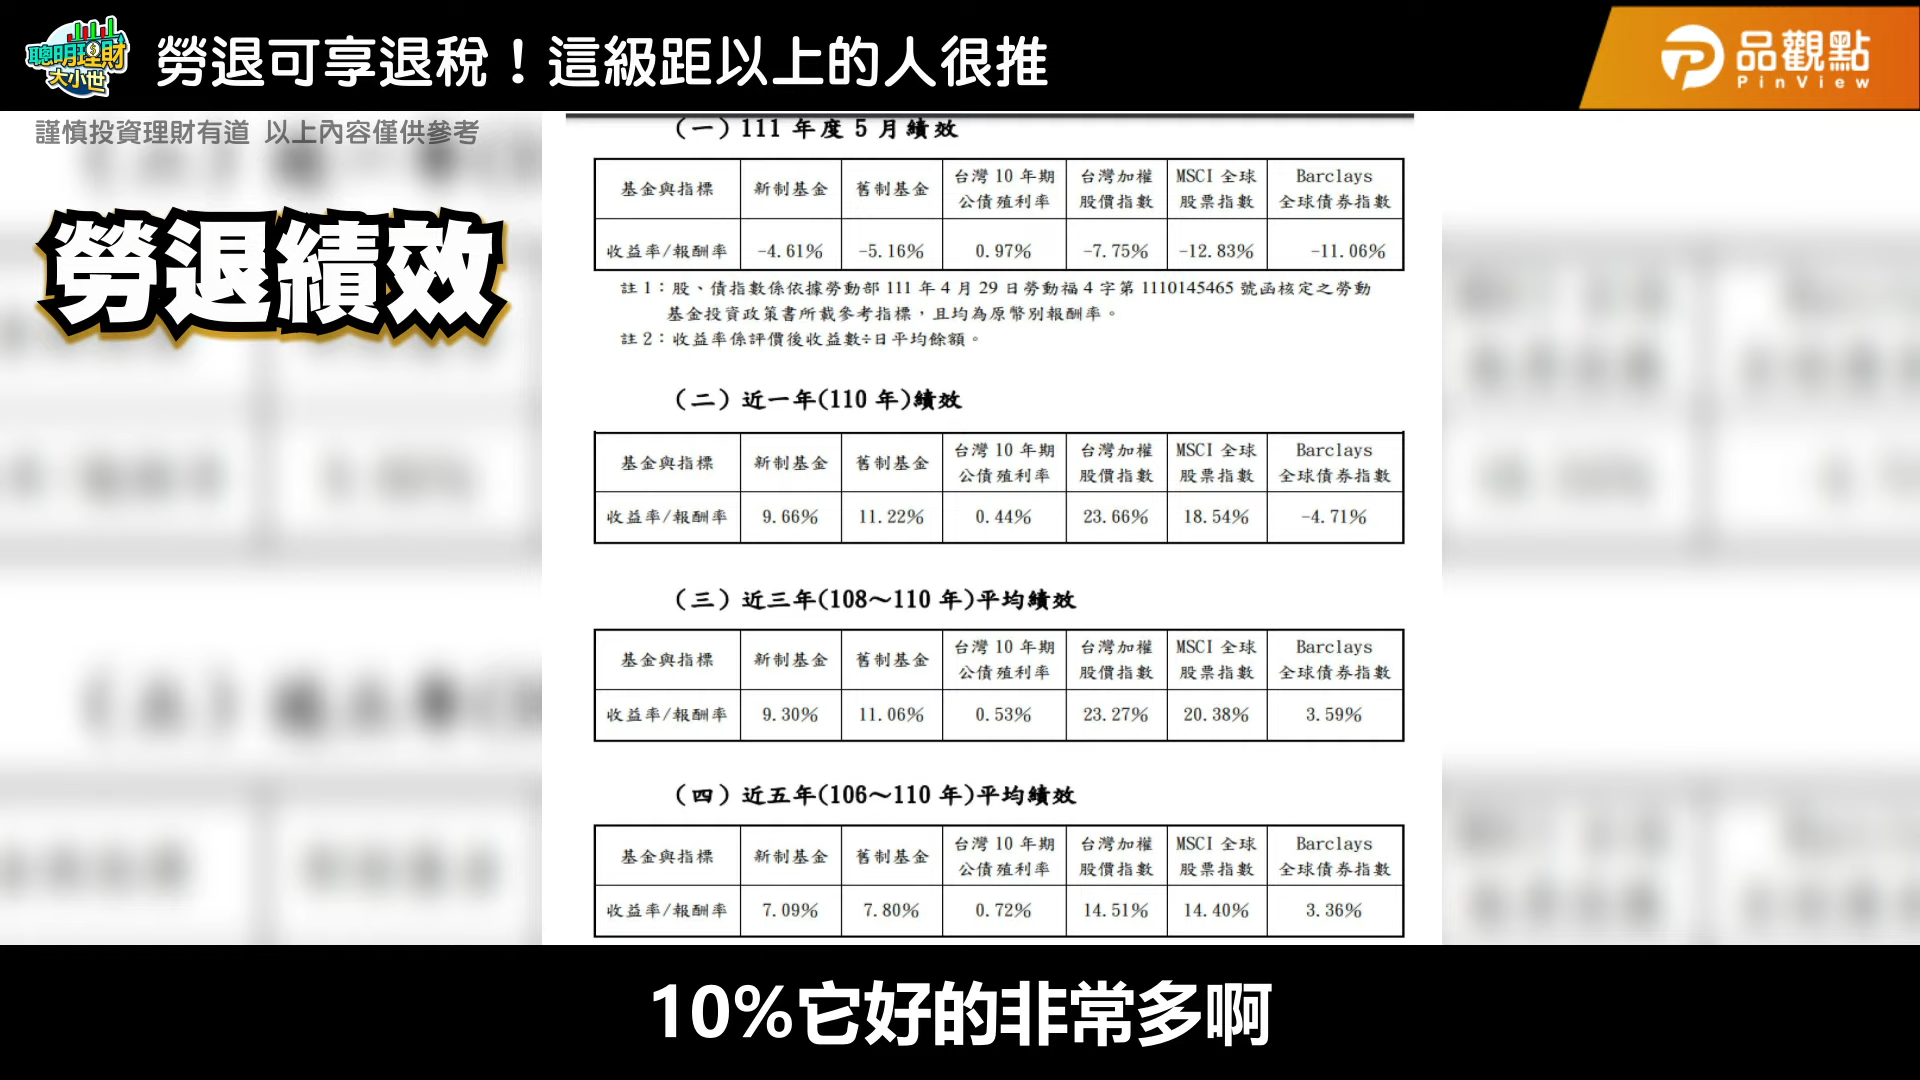 聰明理財
大小世
勞退可享退稅！這級距以上的人很推
品觀點
PinView
謹慎投資理財有道 以上內容僅供參考
勞退績效
（一）111 年度 5 月績效
基金與指標 新制基金 舊制基金 台灣 10 年期公債殖利率 台灣加權股價指數 MSCI 全球股票指數 Barclays 全球債券指數
收益率/報酬率 -4.61% -5.16% 0.97% -7.75% -12.83% -11.06%
註 1：股、債指數係依據勞動部 111 年 4 月 29 日勞動福 4 字第 1110145465 號函核定之勞動
基金投資政策書所載參考指標，且均為原幣別報酬率。
註 2：收益率係評價後收益數÷日平均餘額。
（二）近一年(110 年)績效
基金與指標 新制基金 舊制基金 台灣 10 年期公債殖利率 台灣加權股價指數 MSCI 全球股票指數 Barclays 全球債券指數
收益率/報酬率 9.66% 11.22% 0.44% 23.66% 18.54% -4.71%
（三）近三年(108～110 年)平均績效
基金與指標 新制基金 舊制基金 台灣 10 年期公債殖利率 台灣加權股價指數 MSCI 全球股票指數 Barclays 全球債券指數
收益率/報酬率 9.30% 11.06% 0.53% 23.27% 20.38% 3.59%
（四）近五年(106～110 年)平均績效
基金與指標 新制基金 舊制基金 台灣 10 年期公債殖利率 台灣加權股價指數 MSCI 全球股票指數 Barclays 全球債券指數
收益率/報酬率 7.09% 7.80% 0.72% 14.51% 14.40% 3.36%
10%它好的非常多啊